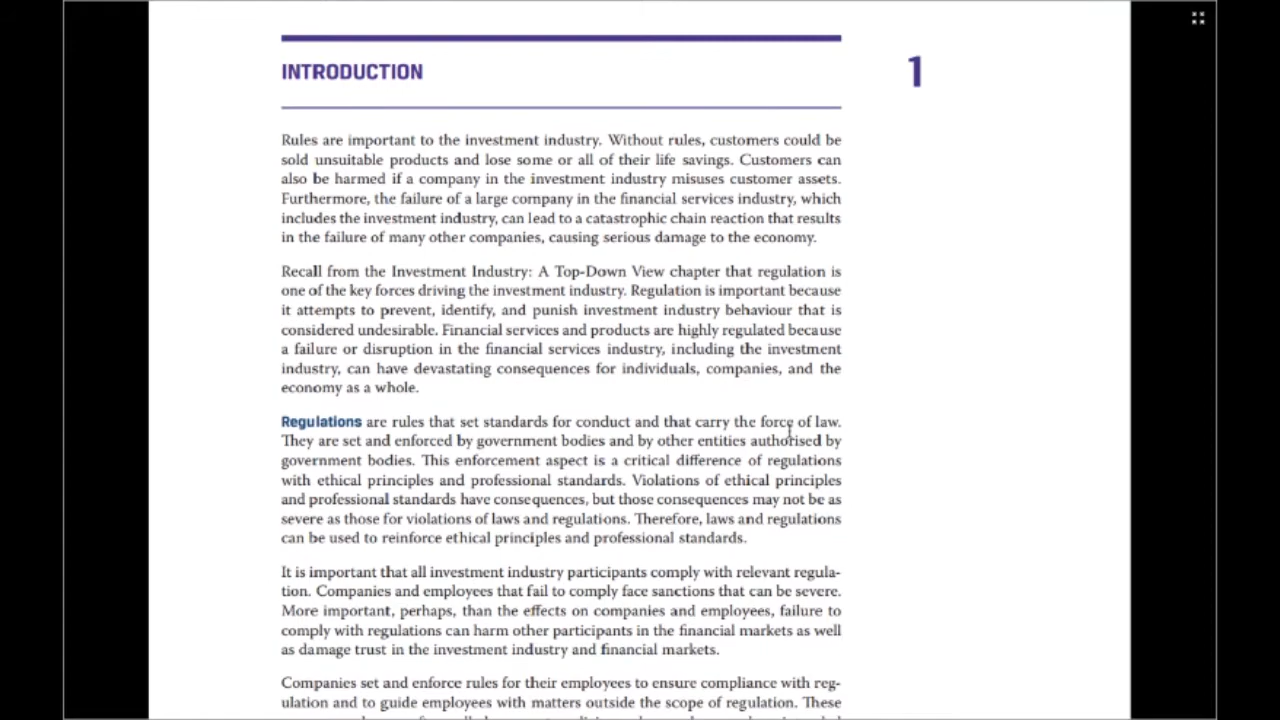 INTRODUCTION
1
Rules are important to the investment industry. Without rules, customers could be
sold unsuitable products and lose some or all of their life savings. Customers can
also be harmed if a company in the investment industry misuses customer assets.
Furthermore, the failure of a large company in the financial services industry, which
includes the investment industry, can lead to a catastrophic chain reaction that results
in the failure of many other companies, causing serious damage to the economy.
Recall from the Investment Industry: A Top-Down View chapter that regulation is
one of the key forces driving the investment industry. Regulation is important because
it attempts to prevent, identify, and punish investment industry behaviour that is
considered undesirable. Financial services and products are highly regulated because
a failure or disruption in the financial services industry, including the investment
industry, can have devastating consequences for individuals, companies, and the
economy as a whole.
Regulations are rules that set standards for conduct and that carry the force of law.
They are set and enforced by government bodies and by other entities authorised by
government bodies. This enforcement aspect is a critical difference of regulations
with ethical principles and professional standards. Violations of ethical principles
and professional standards have consequences, but those consequences may not be as
severe as those for violations of laws and regulations. Therefore, laws and regulations
can be used to reinforce ethical principles and professional standards.
It is important that all investment industry participants comply with relevant regula-
tion. Companies and employees that fail to comply face sanctions that can be severe.
More important, perhaps, than the effects on companies and employees, failure to
comply with regulations can harm other participants in the financial markets as well
as damage trust in the investment industry and financial markets.
Companies set and enforce rules for their employees to ensure compliance with reg-
ulation and to guide employees with matters outside the scope of regulation. These